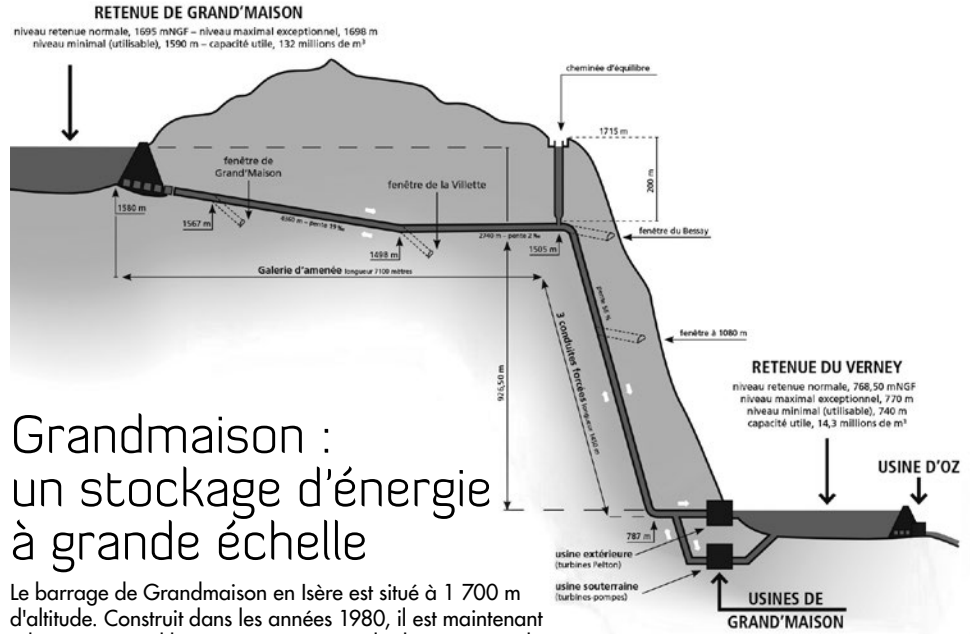 RETENUE DE GRAND'MAISON
niveau retenue normale, 1695 mNGF – niveau maximal exceptionnel, 1698 m
niveau minimal (utilisable), 1590 m – capacité utile, 132 millions de m³
cheminée d'équilibre
1715 m
200 m
fenêtre de
Grand'Maison
fenêtre de la Villette
1580 m
1567 m
4360 m – pente 19 ‰
1498 m
2740 m – pente 2 ‰
1505 m
fenêtre du Bessay
Galerie d'amenée longueur 7100 mètres
926,50 m
3 conduites forcées longueur 1450 m
fenêtre à 1080 m
RETENUE DU VERNEY
niveau retenue normale, 768,50 mNGF
niveau maximal exceptionnel, 770 m
niveau minimal (utilisable), 740 m
capacité utile, 14,3 millions de m³
USINE D'OZ
787 m
usine extérieure
(turbines Pelton)
usine souterraine
(turbines-pompes)
USINES DE
GRAND'MAISON
Grandmaison :
un stockage d'énergie
à grande échelle
Le barrage de Grandmaison en Isère est situé à 1 700 m
d'altitude. Construit dans les années 1980, il est maintenant